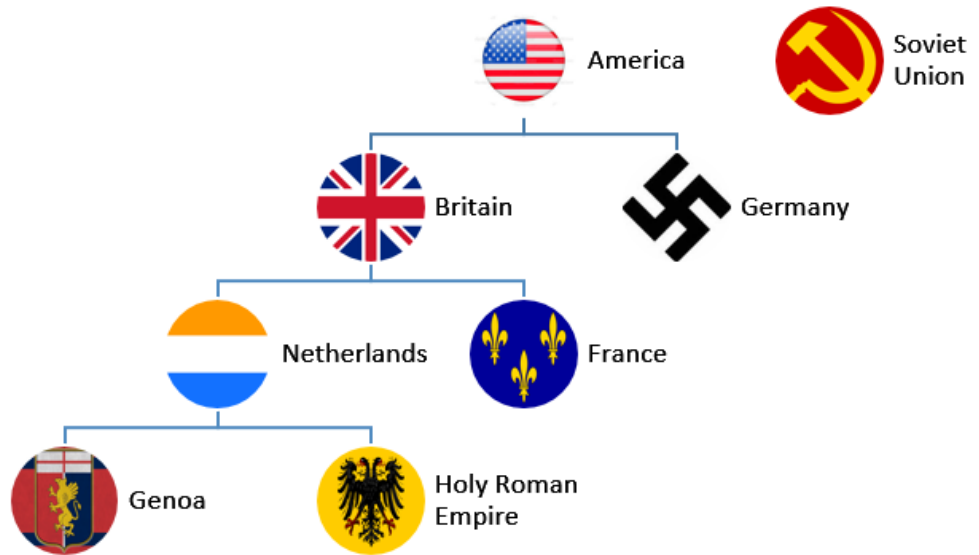 America
Soviet
Union
Britain
Germany
Netherlands
France
Genoa
Holy Roman
Empire